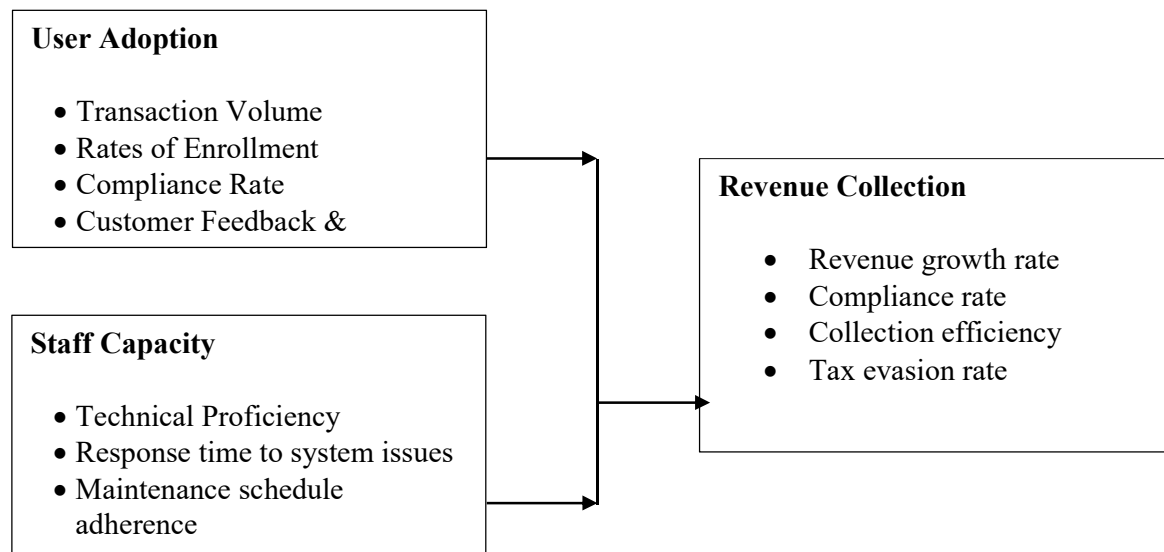 User Adoption
• Transaction Volume
• Rates of Enrollment
• Compliance Rate
• Customer Feedback &
Staff Capacity
• Technical Proficiency
• Response time to system issues
• Maintenance schedule
adherence
Revenue Collection
• Revenue growth rate
• Compliance rate
• Collection efficiency
• Tax evasion rate